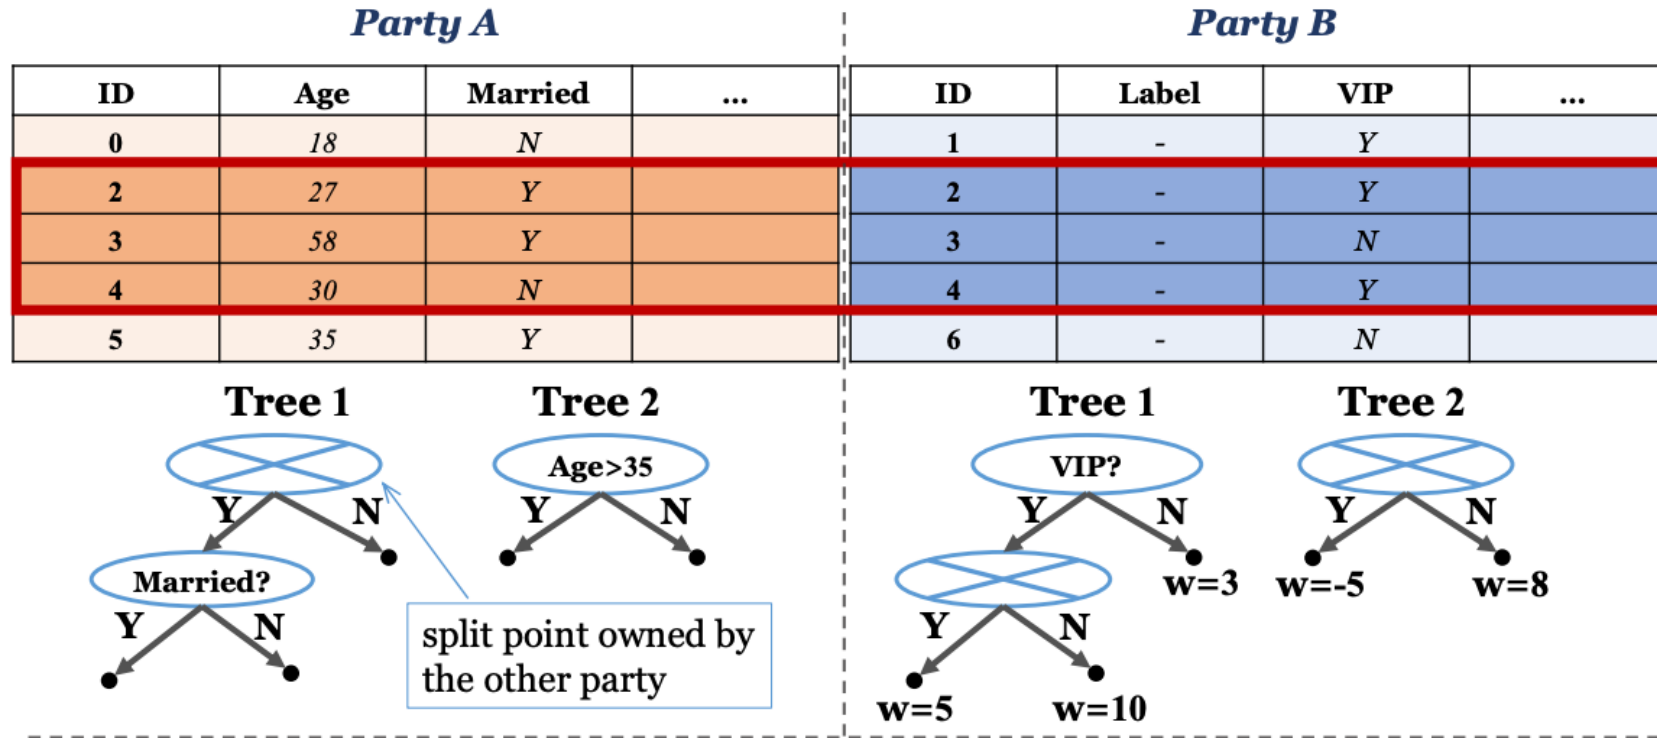 Party A
Party B
ID Age Married ...
0 18 N
2 27 Y
3 58 Y
4 30 N
5 35 Y
ID Label VIP ...
1 - Y
2 - Y
3 - N
4 - Y
6 - N
Tree 1
Y N
Married?
Y N
Tree 2
Age>35
Y N
split point owned by
the other party
Tree 1
VIP?
Y N
w=3
Y N
w=5 w=10
Tree 2
Y N
w=-5 w=8